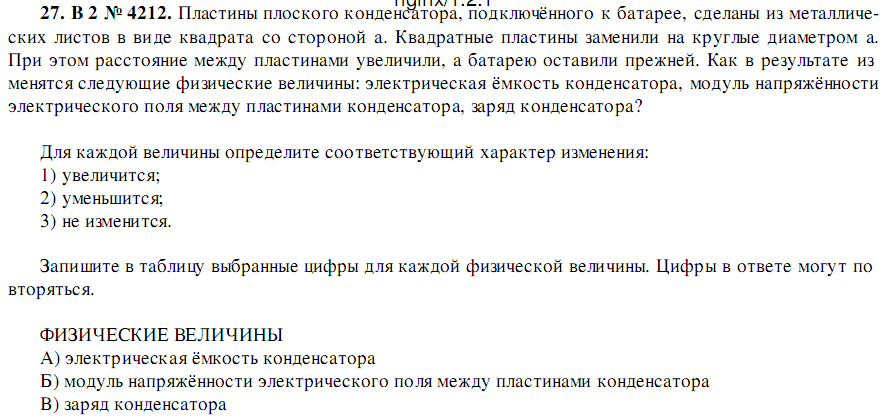 nginx/1.2.1
27. В 2 № 4212. Пластины плоского конденсатора, подключённого к батарее, сделаны из металличе-
ских листов в виде квадрата со стороной a. Квадратные пластины заменили на круглые диаметром a.
При этом расстояние между пластинами увеличили, а батарею оставили прежней. Как в результате из
менятся следующие физические величины: электрическая ёмкость конденсатора, модуль напряжённости
электрического поля между пластинами конденсатора, заряд конденсатора?
Для каждой величины определите соответствующий характер изменения:
1) увеличится;
2) уменьшится;
3) не изменится.
Запишите в таблицу выбранные цифры для каждой физической величины. Цифры в ответе могут по
вторяться.
ФИЗИЧЕСКИЕ ВЕЛИЧИНЫ
А) электрическая ёмкость конденсатора
Б) модуль напряжённости электрического поля между пластинами конденсатора
В) заряд конденсатора